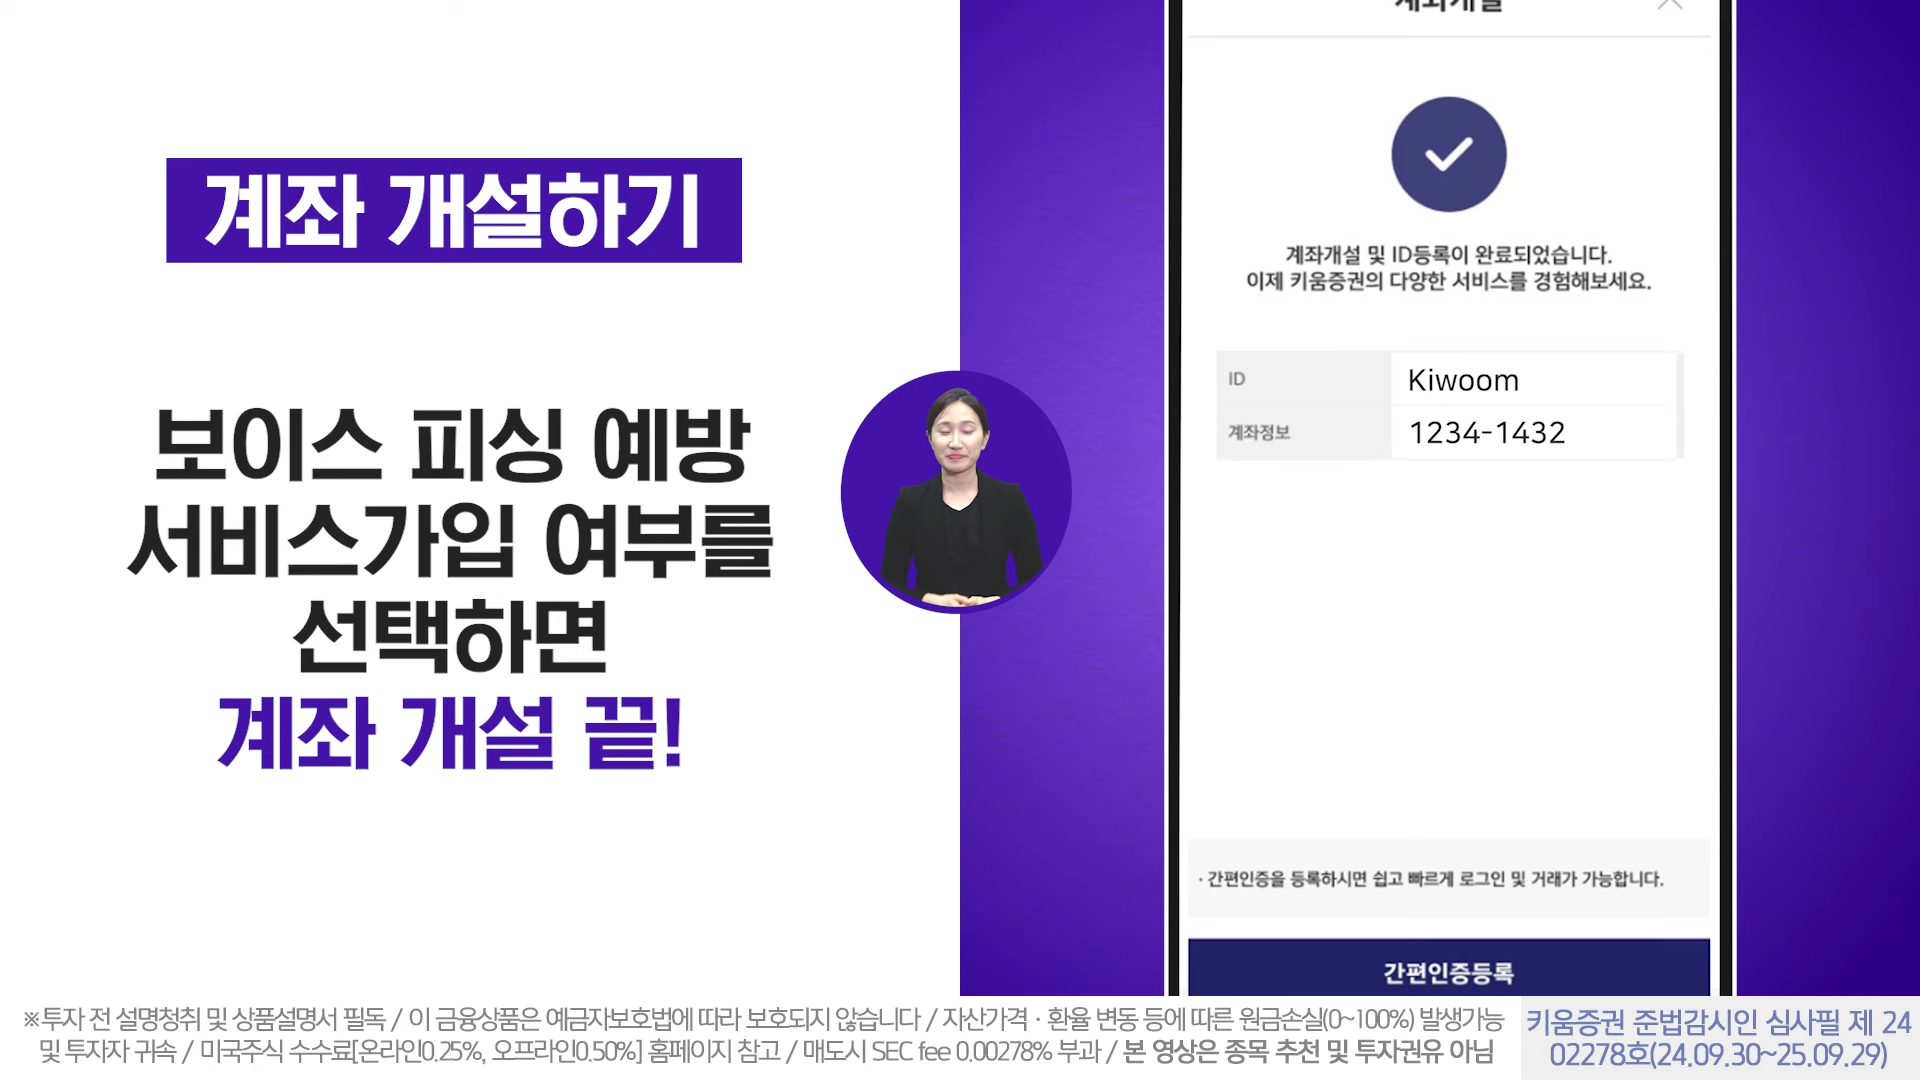 계좌 개설하기
보이스 피싱 예방
서비스가입 여부를
선택하면
계좌 개설 끝!
계좌개설
계좌개설 및 ID등록이 완료되었습니다.
이제 키움증권의 다양한 서비스를 경험해보세요.
ID Kiwoom
계좌정보 1234-1432
· 간편인증을 등록하시면 쉽고 빠르게 로그인 및 거래가 가능합니다.
간편인증등록
※투자 전 설명청취 및 상품설명서 필독 / 이 금융상품은 예금자보호법에 따라 보호되지 않습니다 / 자산가격 · 환율 변동 등에 따른 원금손실(0~100%) 발생가능
및 투자자 귀속 / 미국주식 수수료[온라인0.25%, 오프라인0.50%] 홈페이지 참고 / 매도시 SEC fee 0.00278% 부과 / 본 영상은 종목 추천 및 투자권유 아님
키움증권 준법감시인 심사필 제 24
02278호(24.09.30~25.09.29)